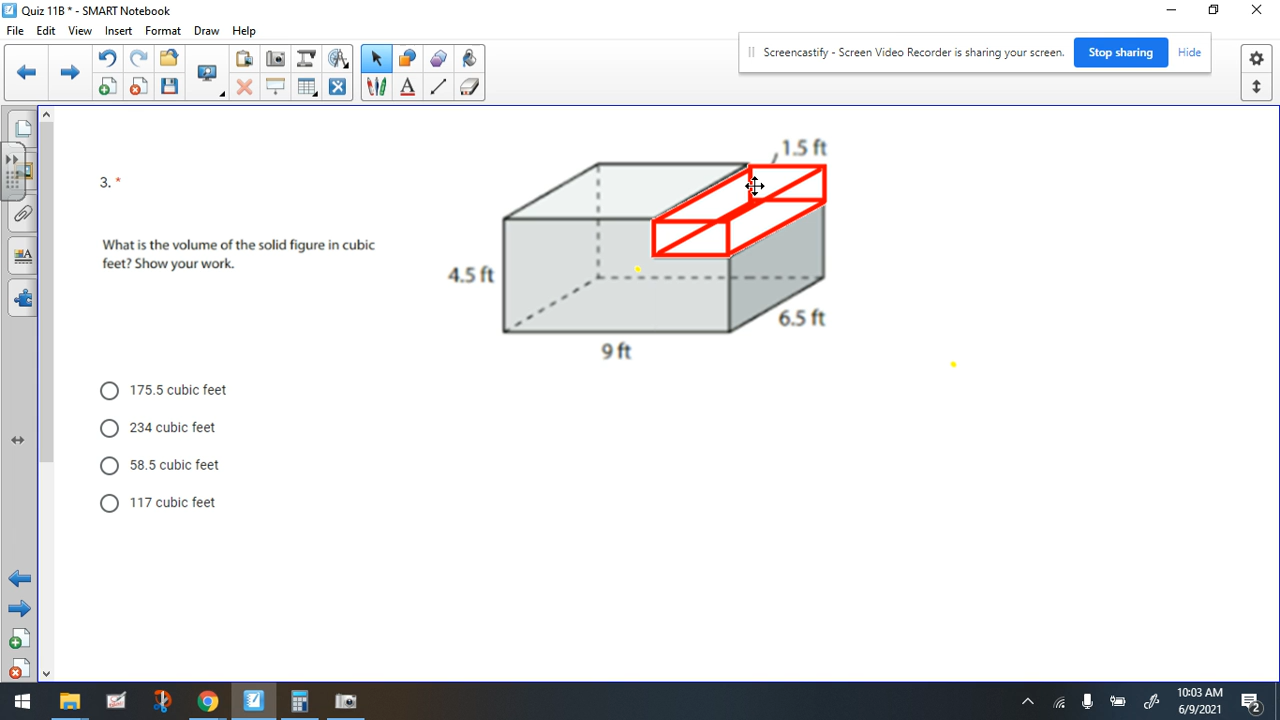 Quiz 11B * - SMART Notebook
File Edit View Insert Format Draw Help
Screencastify - Screen Video Recorder is sharing your screen. Stop sharing Hide
1.5 ft
3. *
What is the volume of the solid figure in cubic
feet? Show your work.
4.5 ft
6.5 ft
9 ft
175.5 cubic feet
234 cubic feet
58.5 cubic feet
117 cubic feet
10:03 AM
6/9/2021
2